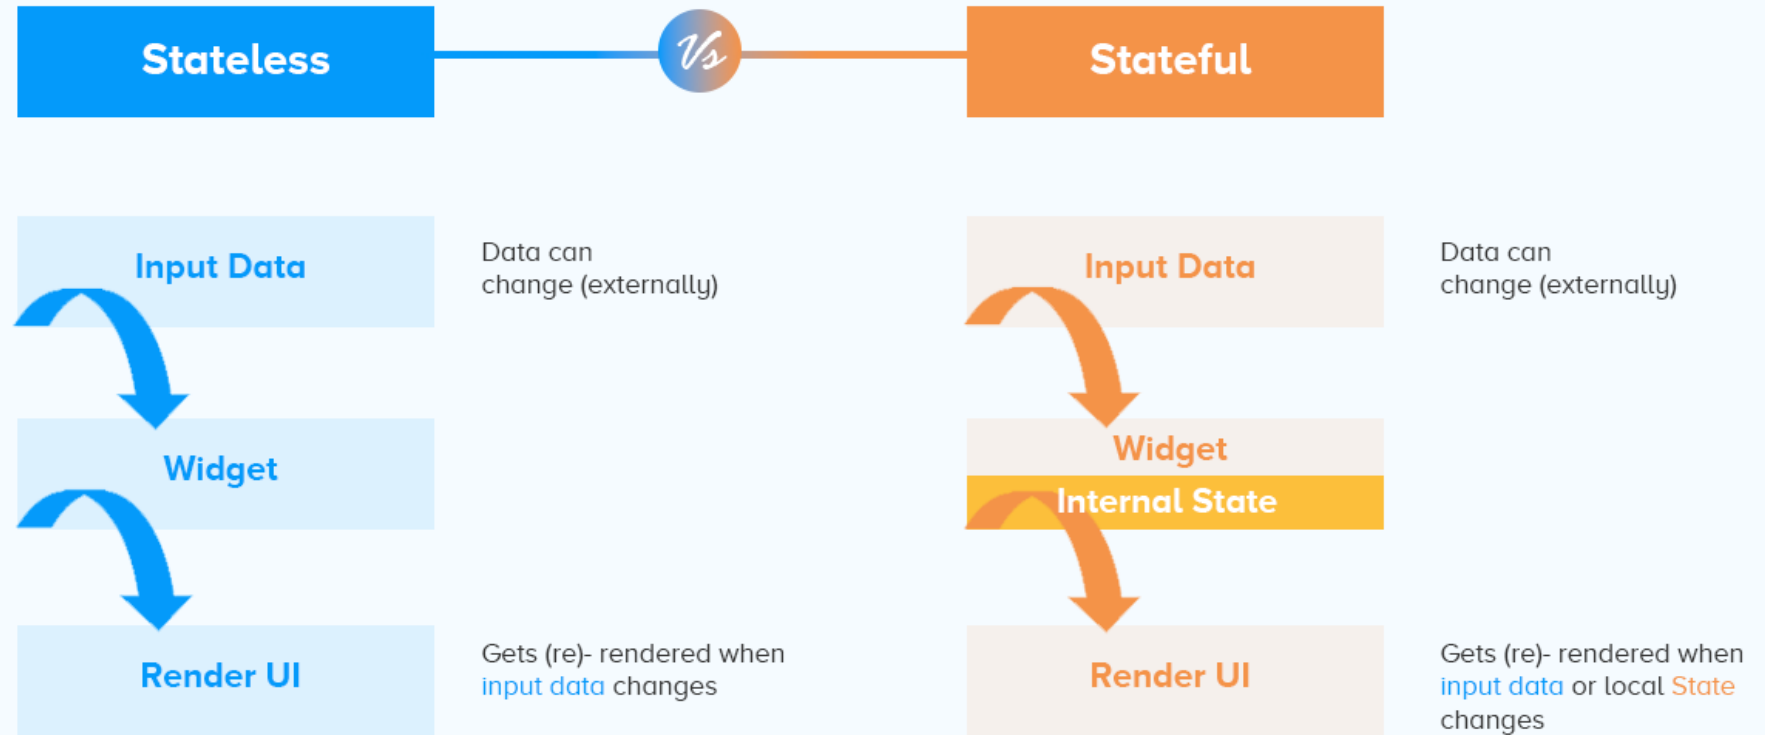 Stateless
Vs
Stateful
Input Data
Data can
change (externally)
Widget
Render UI
Gets (re)- rendered when
input data changes
Input Data
Data can
change (externally)
Widget
Internal State
Render UI
Gets (re)- rendered when
input data or local State
changes